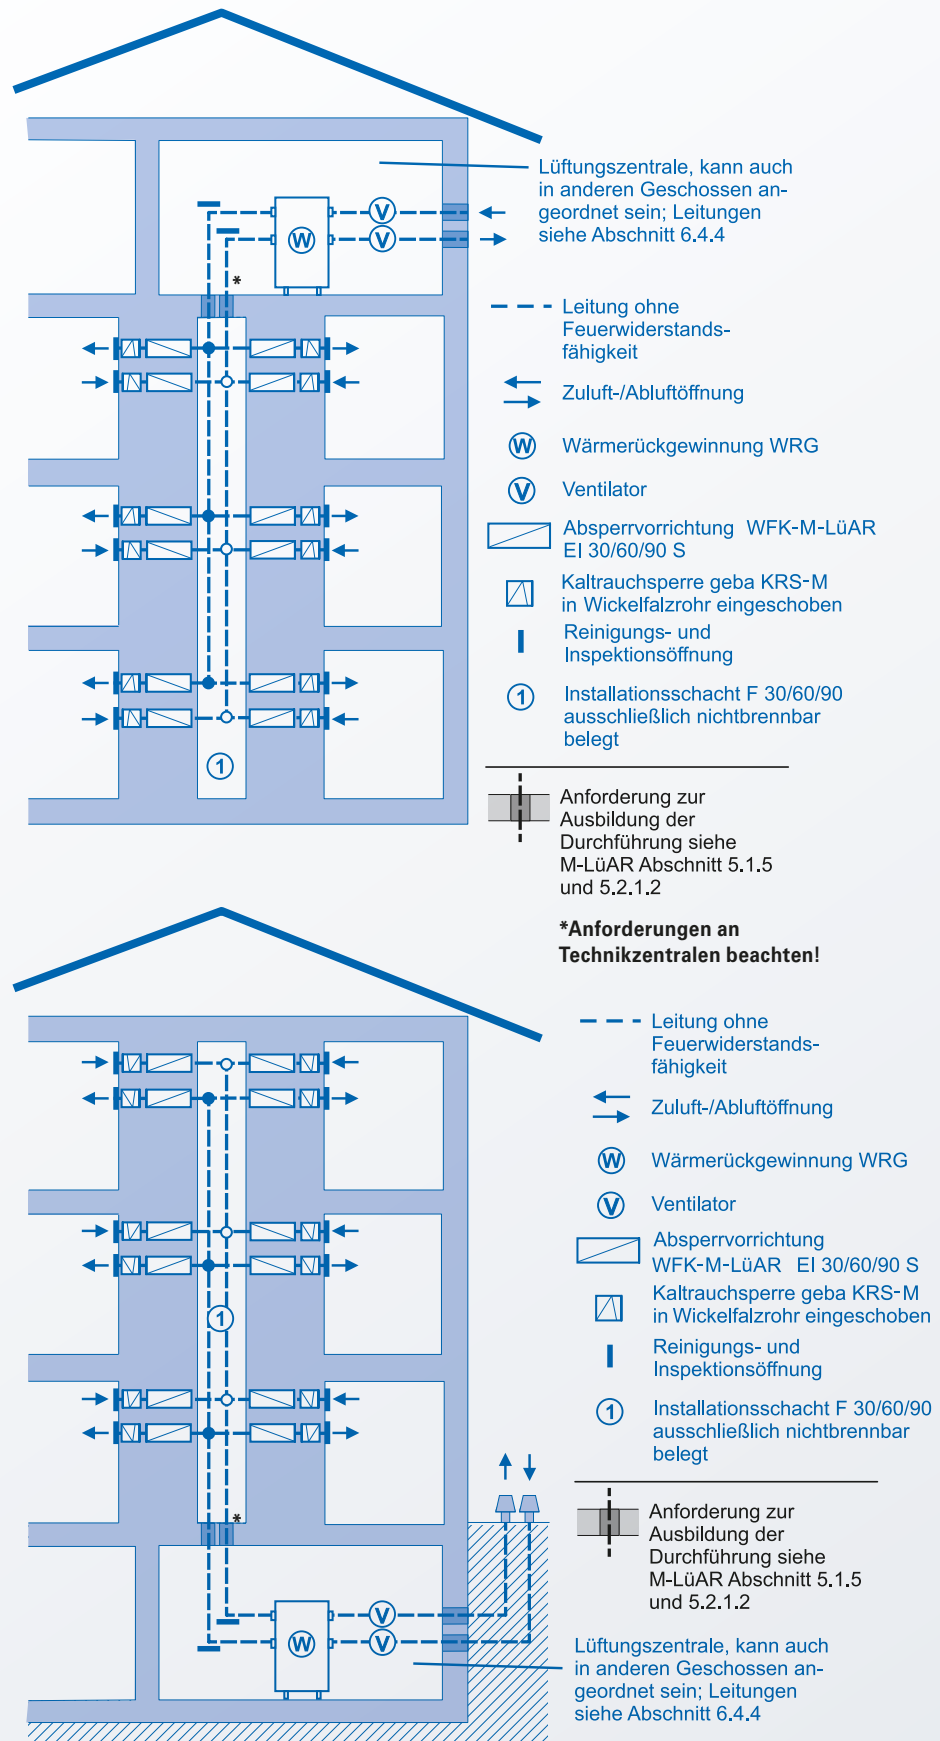 Lüftungszentrale, kann auch
in anderen Geschossen an-
geordnet sein; Leitungen
siehe Abschnitt 6.4.4
V
W
V
*
Leitung ohne
Feuerwiderstands-
fähigkeit
Zuluft-/Abluftöffnung
W Wärmerückgewinnung WRG
V Ventilator
Absperrvorrichtung WFK-M-LüAR
EI 30/60/90 S
Kaltrauchsperre geba KRS-M
in Wickelfalzrohr eingeschoben
Reinigungs- und
Inspektionsöffnung
1 Installationsschacht F 30/60/90
ausschließlich nichtbrennbar
belegt
1
Anforderung zur
Ausbildung der
Durchführung siehe
M-LüAR Abschnitt 5.1.5
und 5.2.1.2
*Anforderungen an
Technikzentralen beachten!
Leitung ohne
Feuerwiderstands-
fähigkeit
Zuluft-/Abluftöffnung
W Wärmerückgewinnung WRG
V Ventilator
Absperrvorrichtung
WFK-M-LüAR EI 30/60/90 S
Kaltrauchsperre geba KRS-M
in Wickelfalzrohr eingeschoben
Reinigungs- und
Inspektionsöffnung
1 Installationsschacht F 30/60/90
ausschließlich nichtbrennbar
belegt
1
*
Anforderung zur
Ausbildung der
Durchführung siehe
M-LüAR Abschnitt 5.1.5
und 5.2.1.2
V
W
V
Lüftungszentrale, kann auch
in anderen Geschossen an-
geordnet sein; Leitungen
siehe Abschnitt 6.4.4